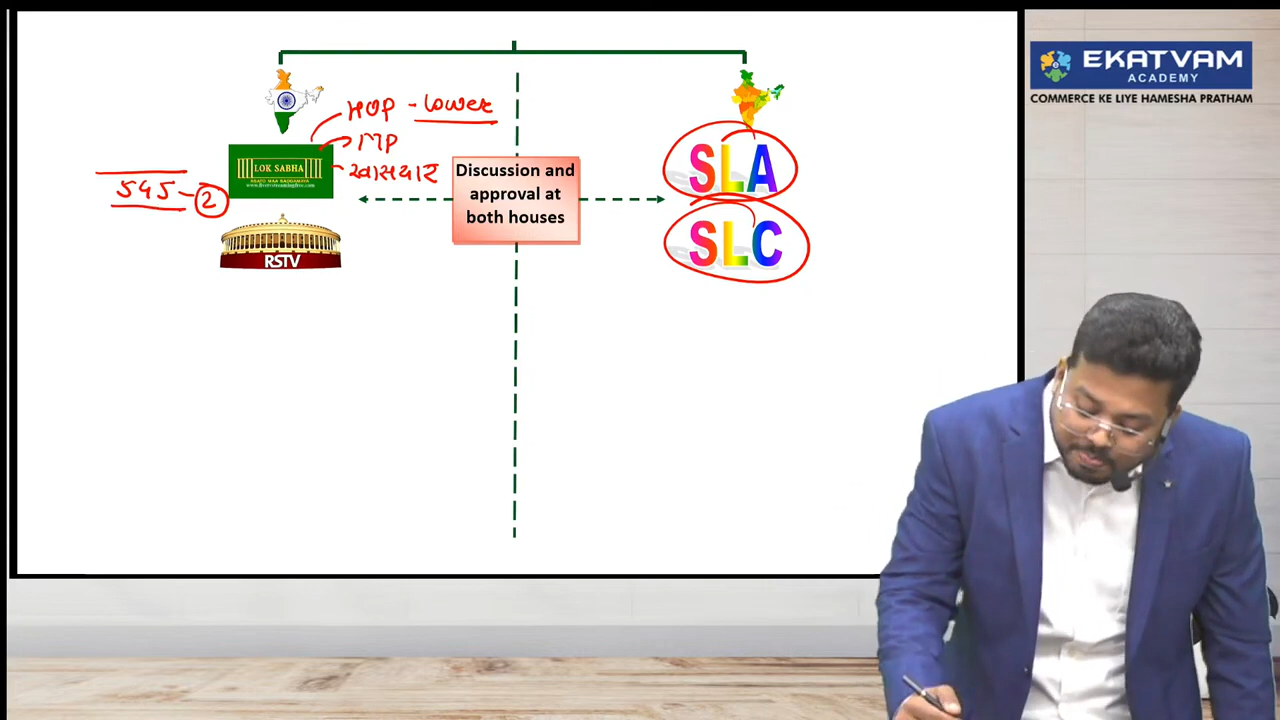 EKATVAM
ACADEMY
COMMERCE KE LIYE HAMESHA PRATHAM
HOP - lower
MP
खासदार
LOK SABHA
545 - 2
RSTV
Discussion and
approval at
both houses
SLA
SLC